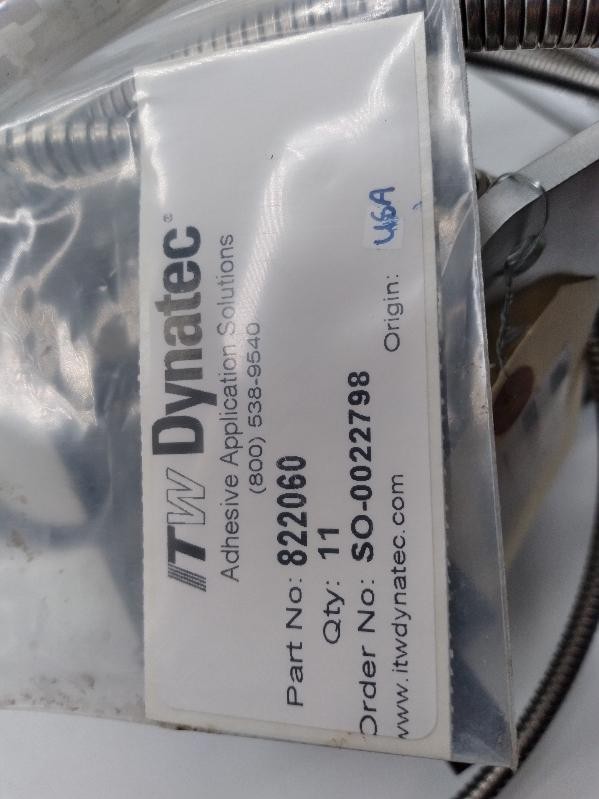 ITW Dynatec®
Adhesive Application Solutions
(800) 538-9540
Part No: 822060
Qty: 11
Order No: SO-0022798
www.itwdynatec.com Origin: USA